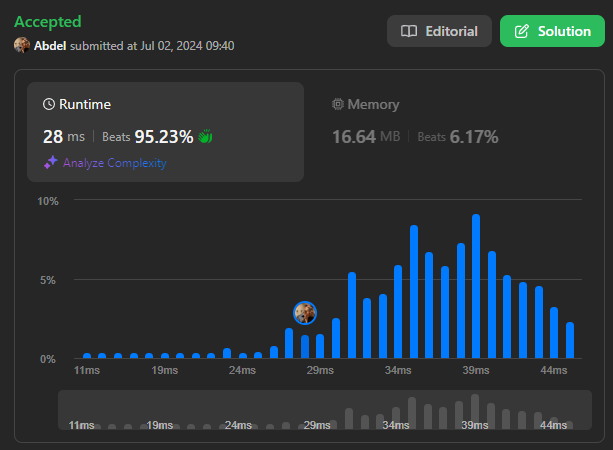 Accepted
Abdel submitted at Jul 02, 2024 09:40
Editorial
Solution
Runtime
28 ms | Beats 95.23%
Analyze Complexity
Memory
16.64 MB | Beats 6.17%
10%
5%
0%
11ms 19ms 24ms 29ms 34ms 39ms 44ms
11ms 19ms 24ms 29ms 34ms 39ms 44ms